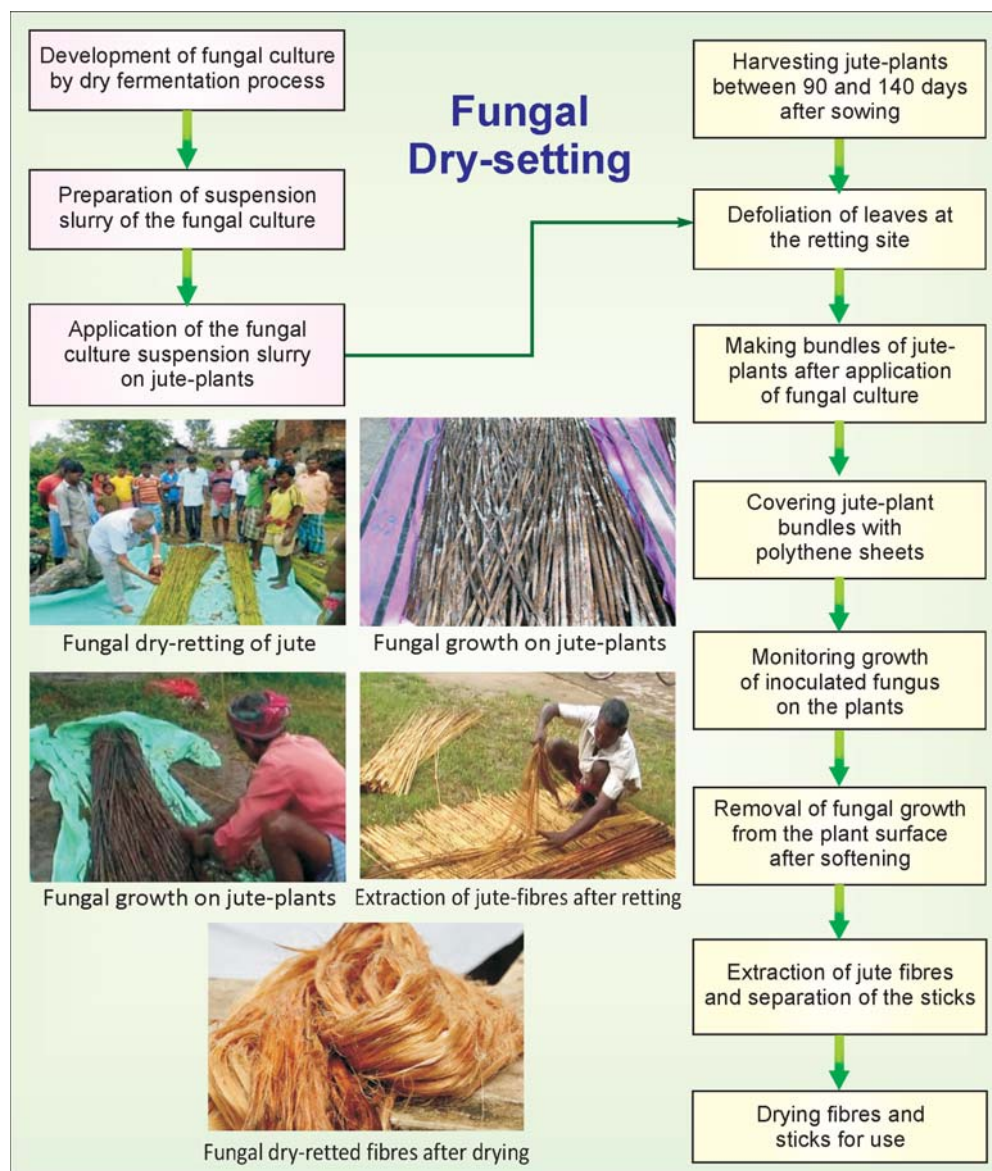 Development of fungal culture
by dry fermentation process
Preparation of suspension
slurry of the fungal culture
Application of the fungal
culture suspension slurry
on jute-plants
Fungal
Dry-setting
Harvesting jute-plants
between 90 and 140 days
after sowing
Defoliation of leaves at
the retting site
Making bundles of jute-
plants after application
of fungal culture
Covering jute-plant
bundles with
polythene sheets
Monitoring growth
of inoculated fungus
on the plants
Removal of fungal growth
from the plant surface
after softening
Extraction of jute fibres
and separation of the sticks
Drying fibres and
sticks for use
Fungal dry-retting of jute
Fungal growth on jute-plants
Fungal growth on jute-plants
Extraction of jute-fibres after retting
Fungal dry-retted fibres after drying